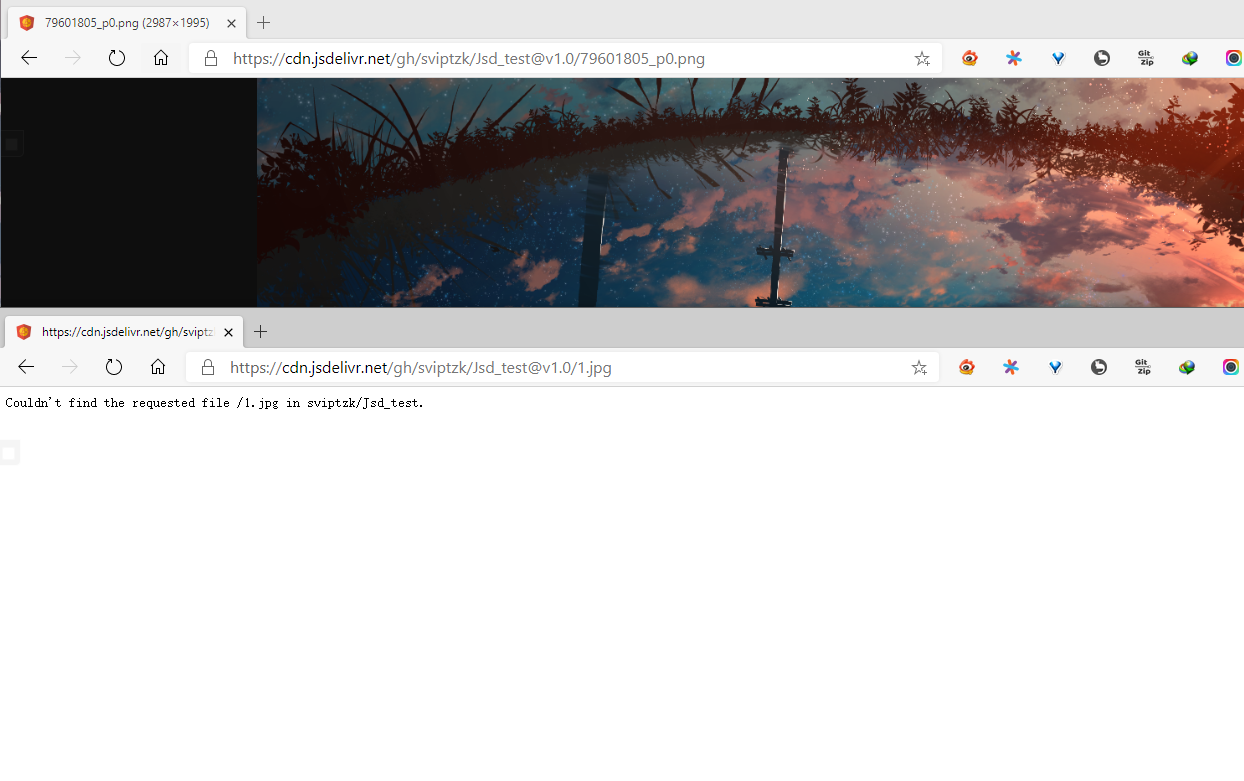 79601805_p0.png (2987×1995)
https://cdn.jsdelivr.net/gh/sviptzk/Jsd_test@v1.0/79601805_p0.png
Git
Zip
https://cdn.jsdelivr.net/gh/sviptz
https://cdn.jsdelivr.net/gh/sviptzk/Jsd_test@v1.0/1.jpg
Git
Zip
Couldn't find the requested file /1.jpg in sviptzk/Jsd_test.